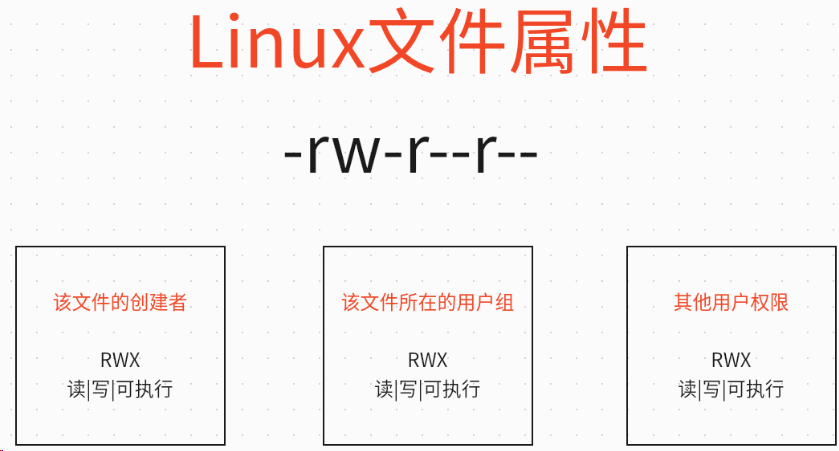 Linux文件属性
-rw-r--r--
该文件的创建者
RWX
读|写|可执行
该文件所在的用户组
RWX
读|写|可执行
其他用户权限
RWX
读|写|可执行